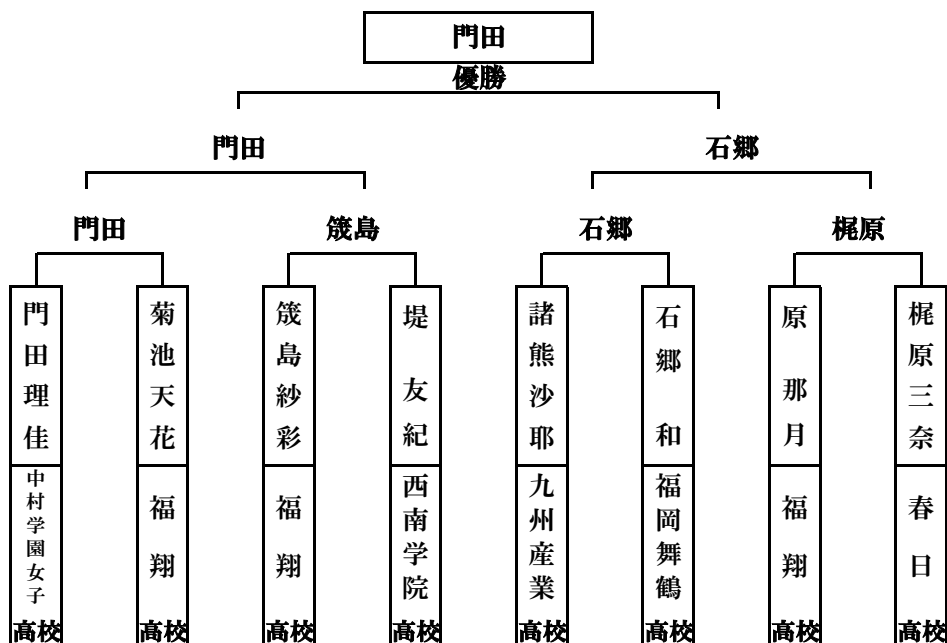 門田
優勝
門田
石郷
門田
筬島
石郷
梶原
門田理佳
中村学園女子
高校
菊池天花
福翔
高校
筬島紗彩
福翔
高校
堤友紀
西南学院
高校
諸熊沙耶
九州産業
高校
石郷和
福岡舞鶴
高校
原那月
福翔
高校
梶原三奈
春日
高校